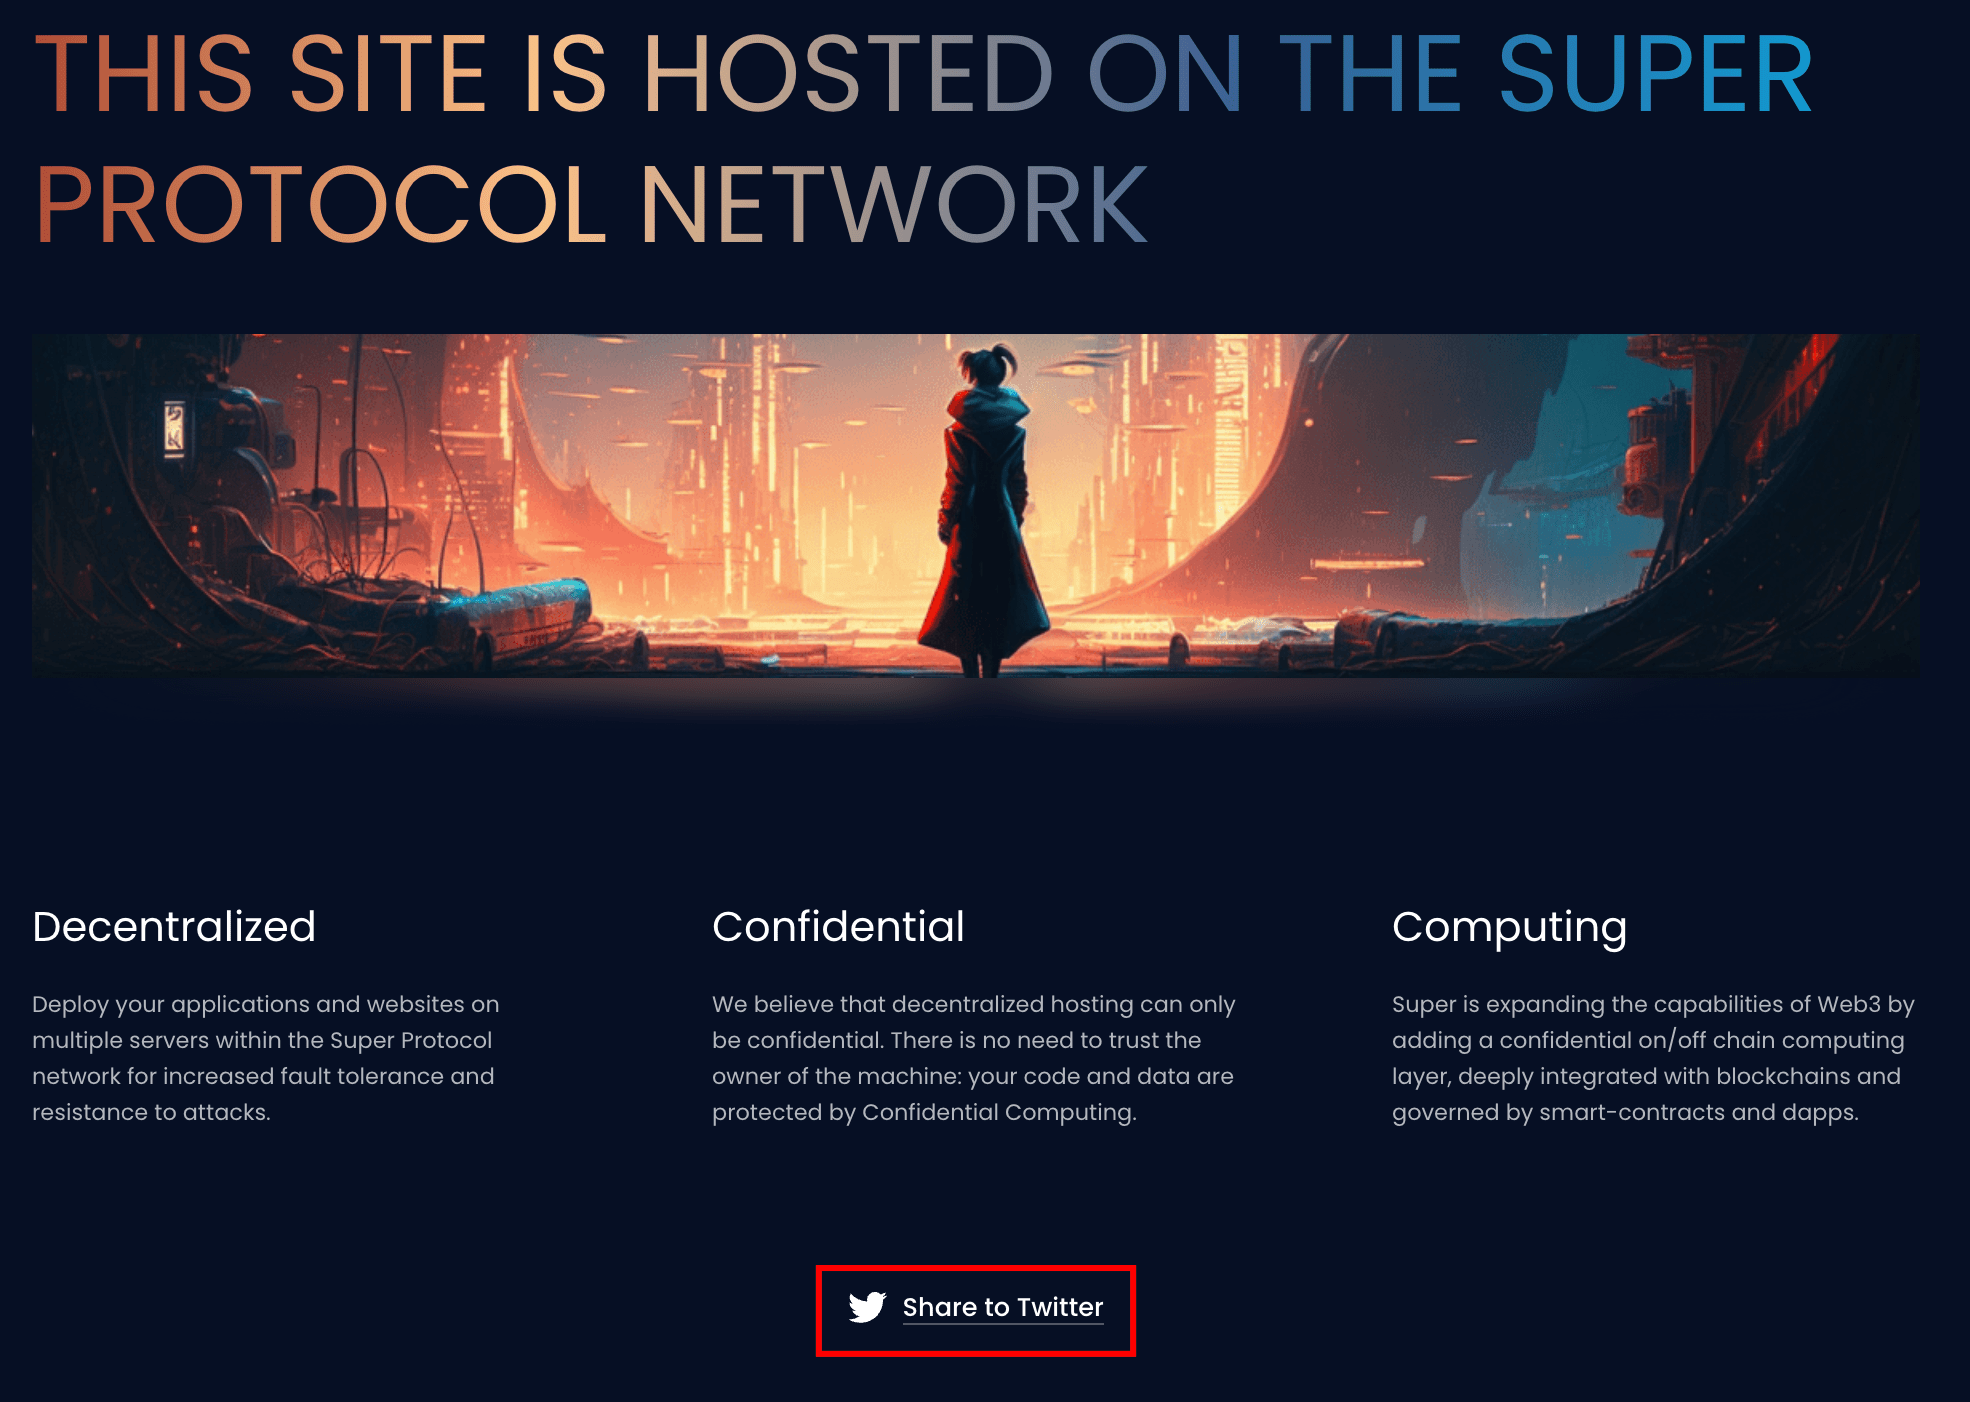 THIS SITE IS HOSTED ON THE SUPER
PROTOCOL NETWORK
Decentralized
Deploy your applications and websites on
multiple servers within the Super Protocol
network for increased fault tolerance and
resistance to attacks.
Confidential
We believe that decentralized hosting can only
be confidential. There is no need to trust the
owner of the machine: your code and data are
protected by Confidential Computing.
Computing
Super is expanding the capabilities of Web3 by
adding a confidential on/off chain computing
layer, deeply integrated with blockchains and
governed by smart-contracts and dapps.
Share to Twitter